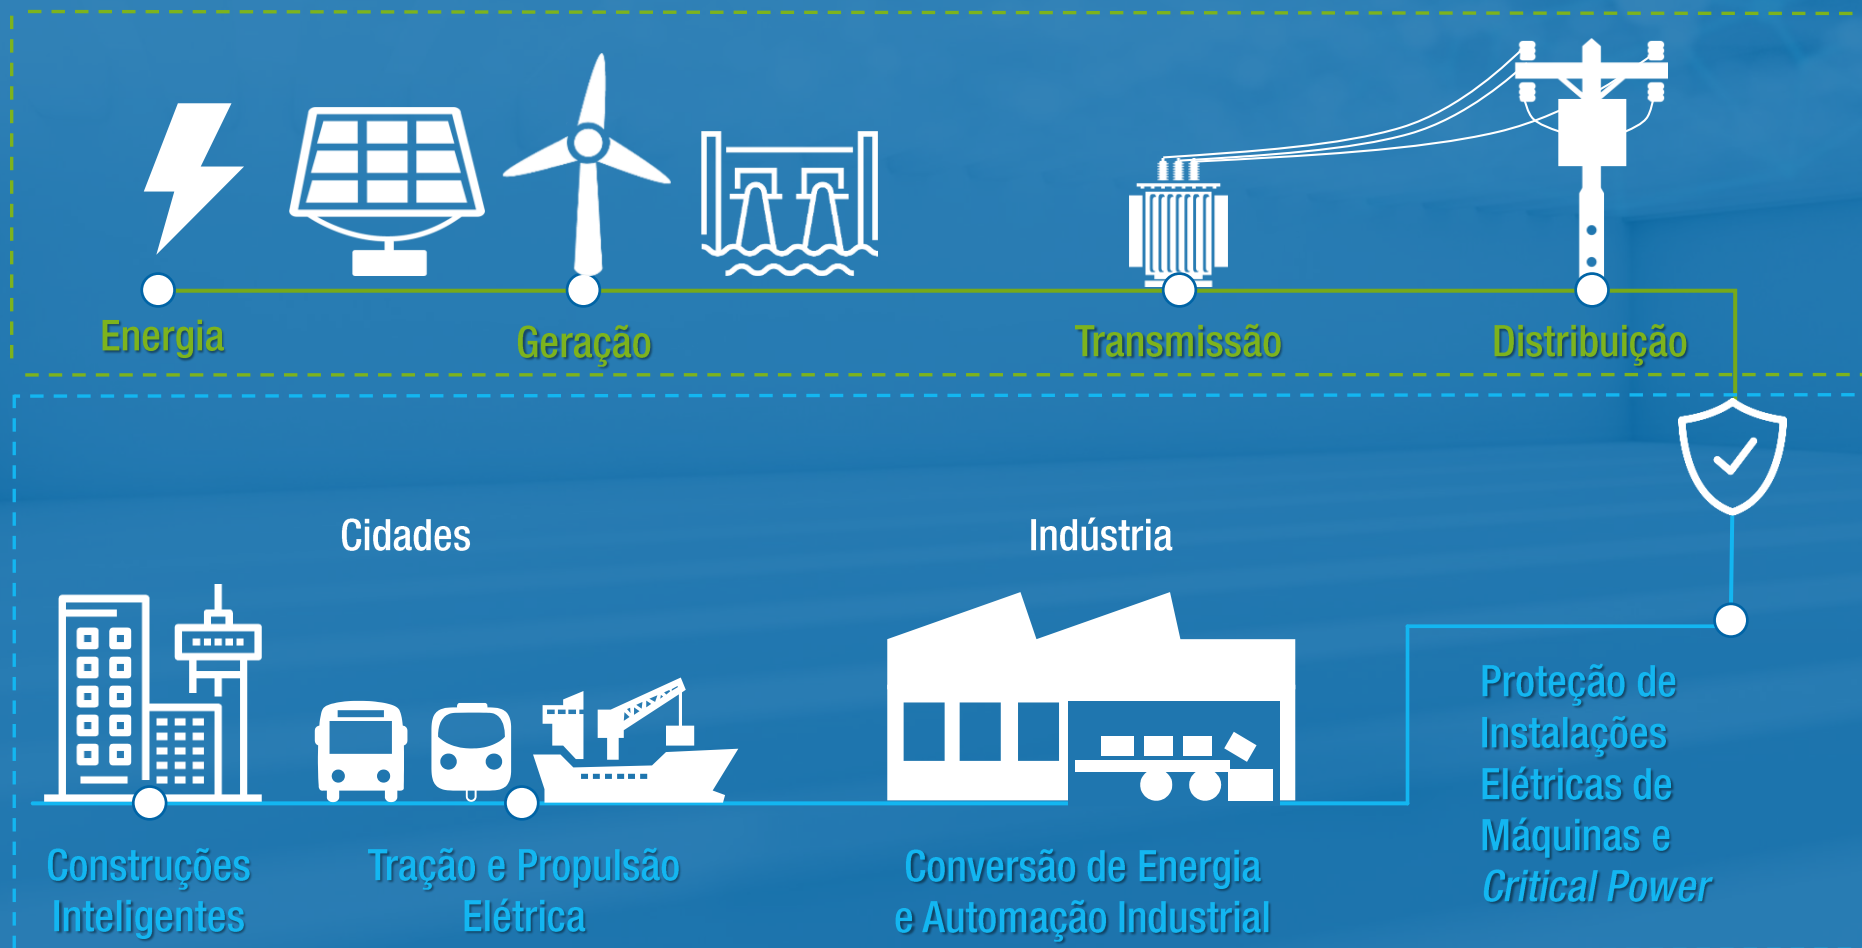 Energia
Geração
Transmissão
Distribuição
Cidades
Indústria
Proteção de
Instalações
Elétricas de
Máquinas e
Critical Power
Construções
Inteligentes
Tração e Propulsão
Elétrica
Conversão de Energia
e Automação Industrial